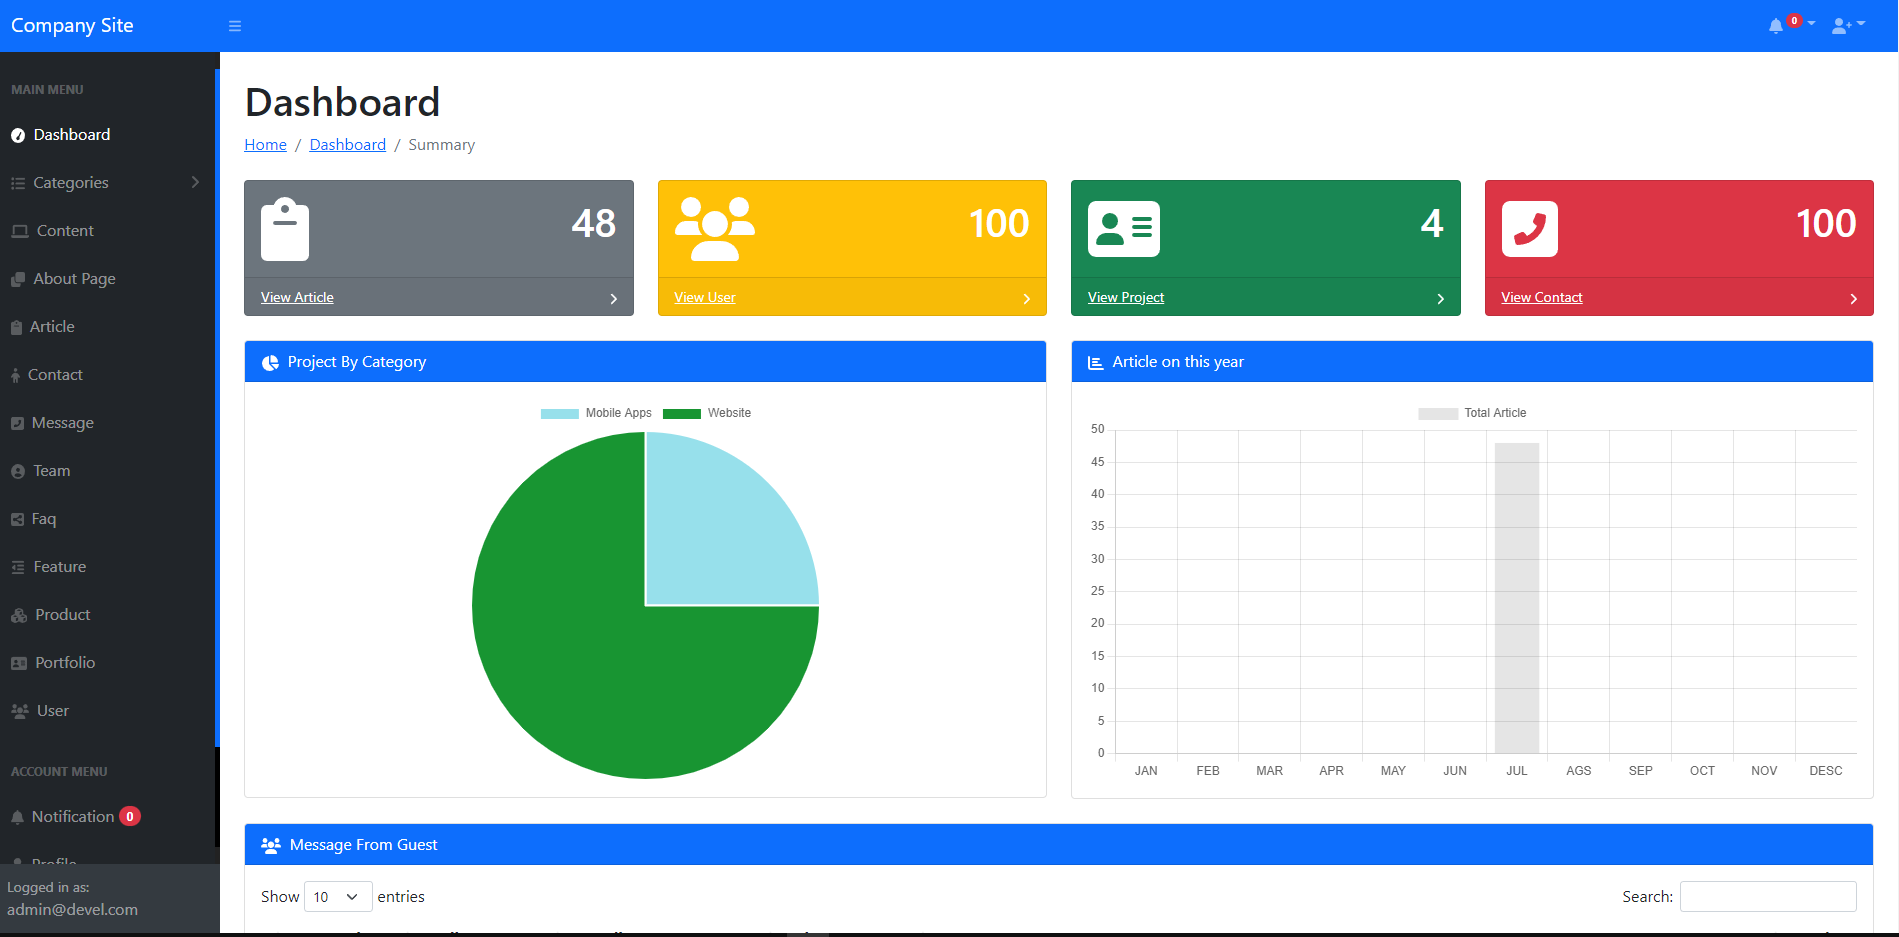 Company Site
0
MAIN MENU
Dashboard
Categories
Content
About Page
Article
Contact
Message
Team
Faq
Feature
Product
Portfolio
User
ACCOUNT MENU
Notification 0
Profile
Logged in as:
admin@devel.com
Dashboard
Home / Dashboard / Summary
48
View Article
100
View User
4
View Project
100
View Contact
Project By Category
Mobile Apps Website
Article on this year
Total Article
50
45
40
35
30
25
20
15
10
5
0
JAN FEB MAR APR MAY JUN JUL AGS SEP OCT NOV DESC
Message From Guest
Show 10 entries
Search: